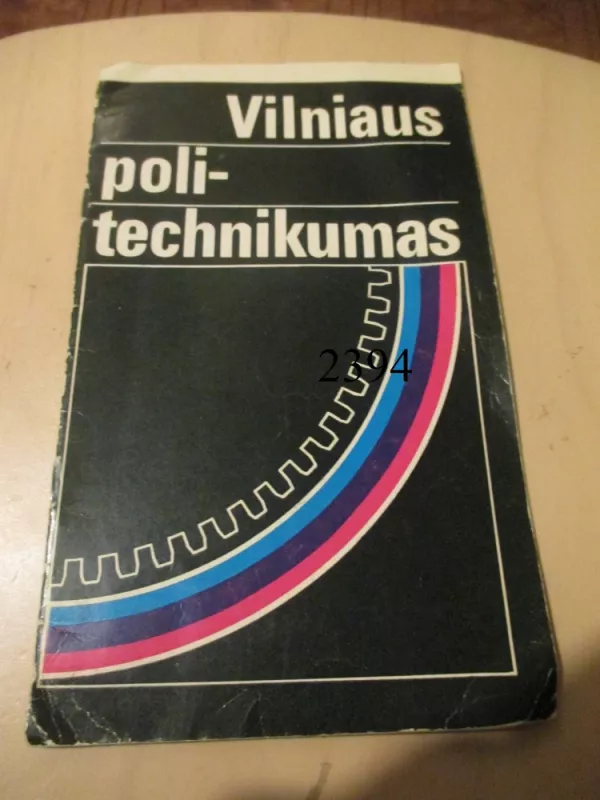 Vilniaus
poli-
technikumas
2394